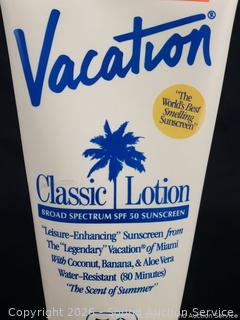 Vacation®
"The
World's Best
Smelling
Sunscreen"
Classic Lotion
BROAD SPECTRUM SPF 50 SUNSCREEN
"Leisure-Enhancing" Sunscreen from
The "Legendary" Vacation® of Miami
With Coconut, Banana, & Aloe Vera
Water-Resistant (80 Minutes)
"The Scent of Summer"